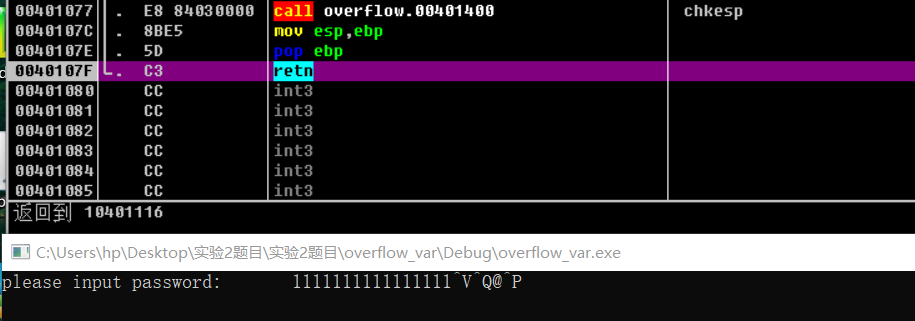 00401077 . E8 84030000 call overflow.00401400 chkesp
0040107C . 8BE5 mov esp,ebp
0040107E . 5D pop ebp
0040107F . C3 retn
00401080 CC int3
00401081 CC int3
00401082 CC int3
00401083 CC int3
00401084 CC int3
00401085 CC int3
返回到 10401116
C:\Users\hp\Desktop\实验2题目\实验2题目\overflow_var\Debug\overflow_var.exe
please input password: 1111111111111111^V^Q@^P